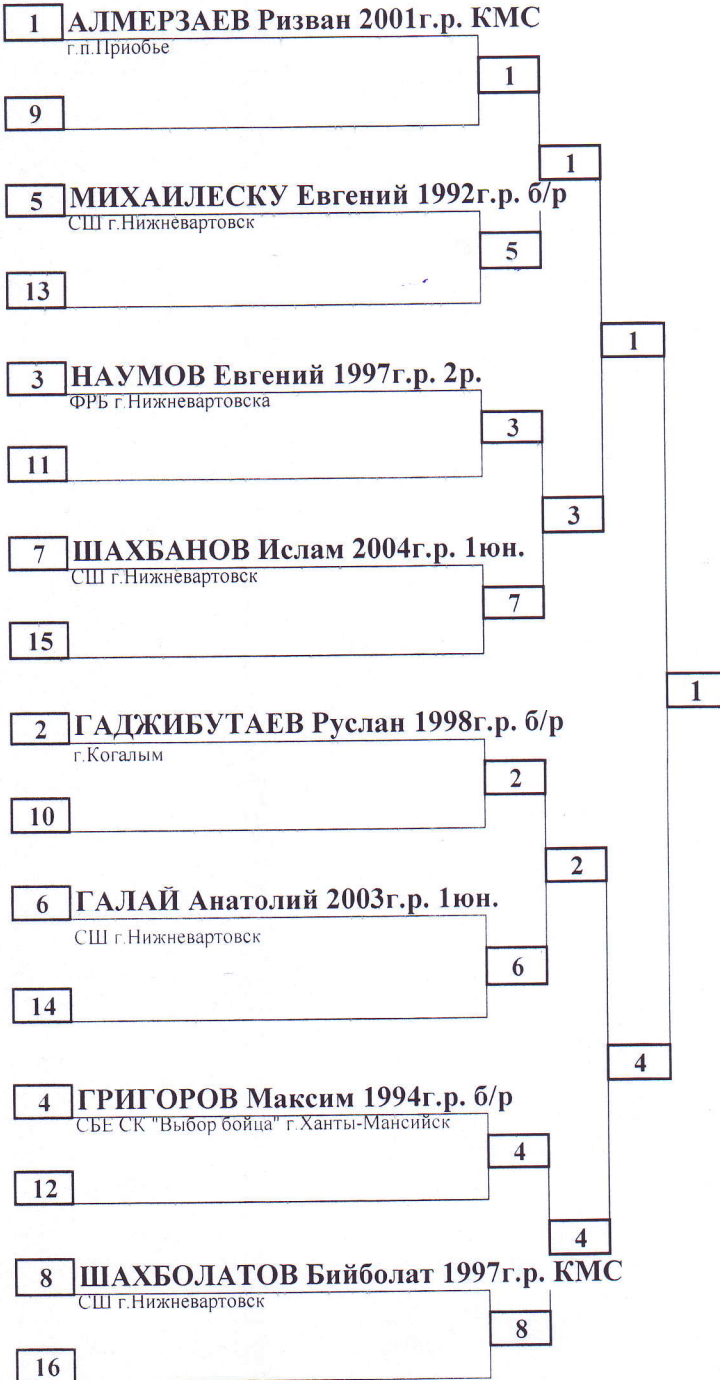 1 АЛМЕРЗАЕВ Ризван 2001г.р. КМС
г.п.Приобье
1
9
1
5 МИХАИЛЕСКУ Евгений 1992г.р. б/р
СШ г.Нижневартовск
5
13
1
3 НАУМОВ Евгений 1997г.р. 2р.
ФРБ г.Нижневартовска
3
11
3
7 ШАХБАНОВ Ислам 2004г.р. 1юн.
СШ г.Нижневартовск
7
15
1
2 ГАДЖИБУТАЕВ Руслан 1998г.р. б/р
г.Когалым
2
10
2
6 ГАЛАЙ Анатолий 2003г.р. 1юн.
СШ г.Нижневартовск
6
14
4
4 ГРИГОРОВ Максим 1994г.р. б/р
СБЕ СК "Выбор бойца" г.Ханты-Мансийск
4
12
4
8 ШАХБОЛАТОВ Бийболат 1997г.р. КМС
СШ г.Нижневартовск
8
16